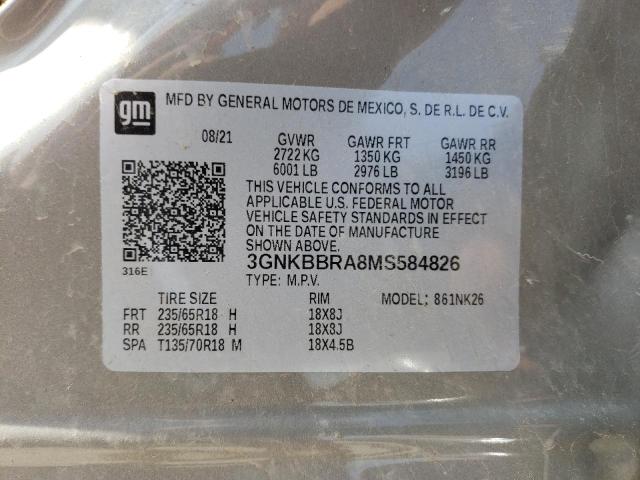 gm
MFD BY GENERAL MOTORS DE MEXICO, S. DE R.L. DE C.V.
08/21 GVWR GAWR FRT GAWR RR
2722 KG 1350 KG 1450 KG
6001 LB 2976 LB 3196 LB
THIS VEHICLE CONFORMS TO ALL
APPLICABLE U.S. FEDERAL MOTOR
VEHICLE SAFETY STANDARDS IN EFFECT
ON THE DATE OF MANUFACTURE
SHOWN ABOVE.
316E
3GNKBBRA8MS584826
TYPE: M.P.V.
TIRE SIZE RIM MODEL: 861NK26
FRT 235/65R18 H 18X8J
RR 235/65R18 H 18X8J
SPA T135/70R18 M 18X4.5B